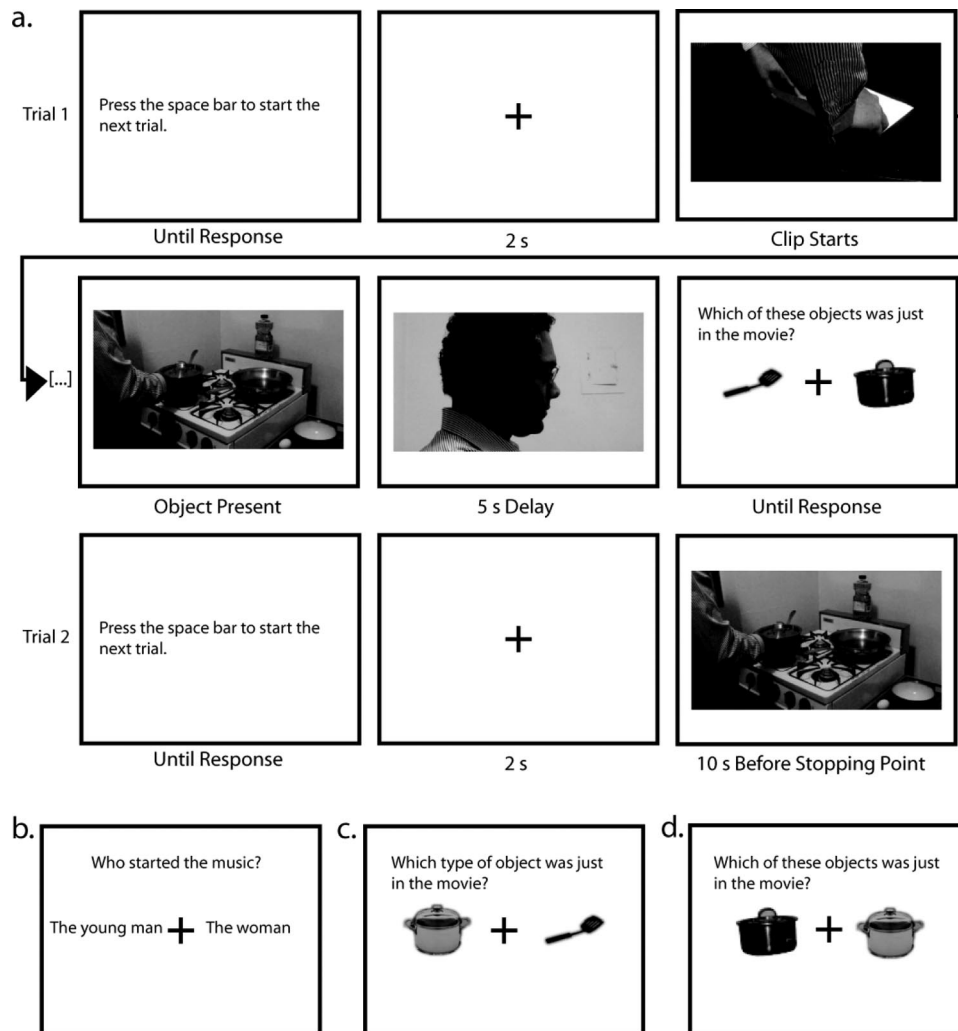 a.
Trial 1
Press the space bar to start the
next trial.
+
Until Response
2 s
Clip Starts
[...]
Which of these objects was just
in the movie?
+
Object Present
5 s Delay
Until Response
Trial 2
Press the space bar to start the
next trial.
+
Until Response
2 s
10 s Before Stopping Point
b.
Who started the music?
The young man + The woman
c.
Which type of object was just
in the movie?
+
d.
Which of these objects was just
in the movie?
+